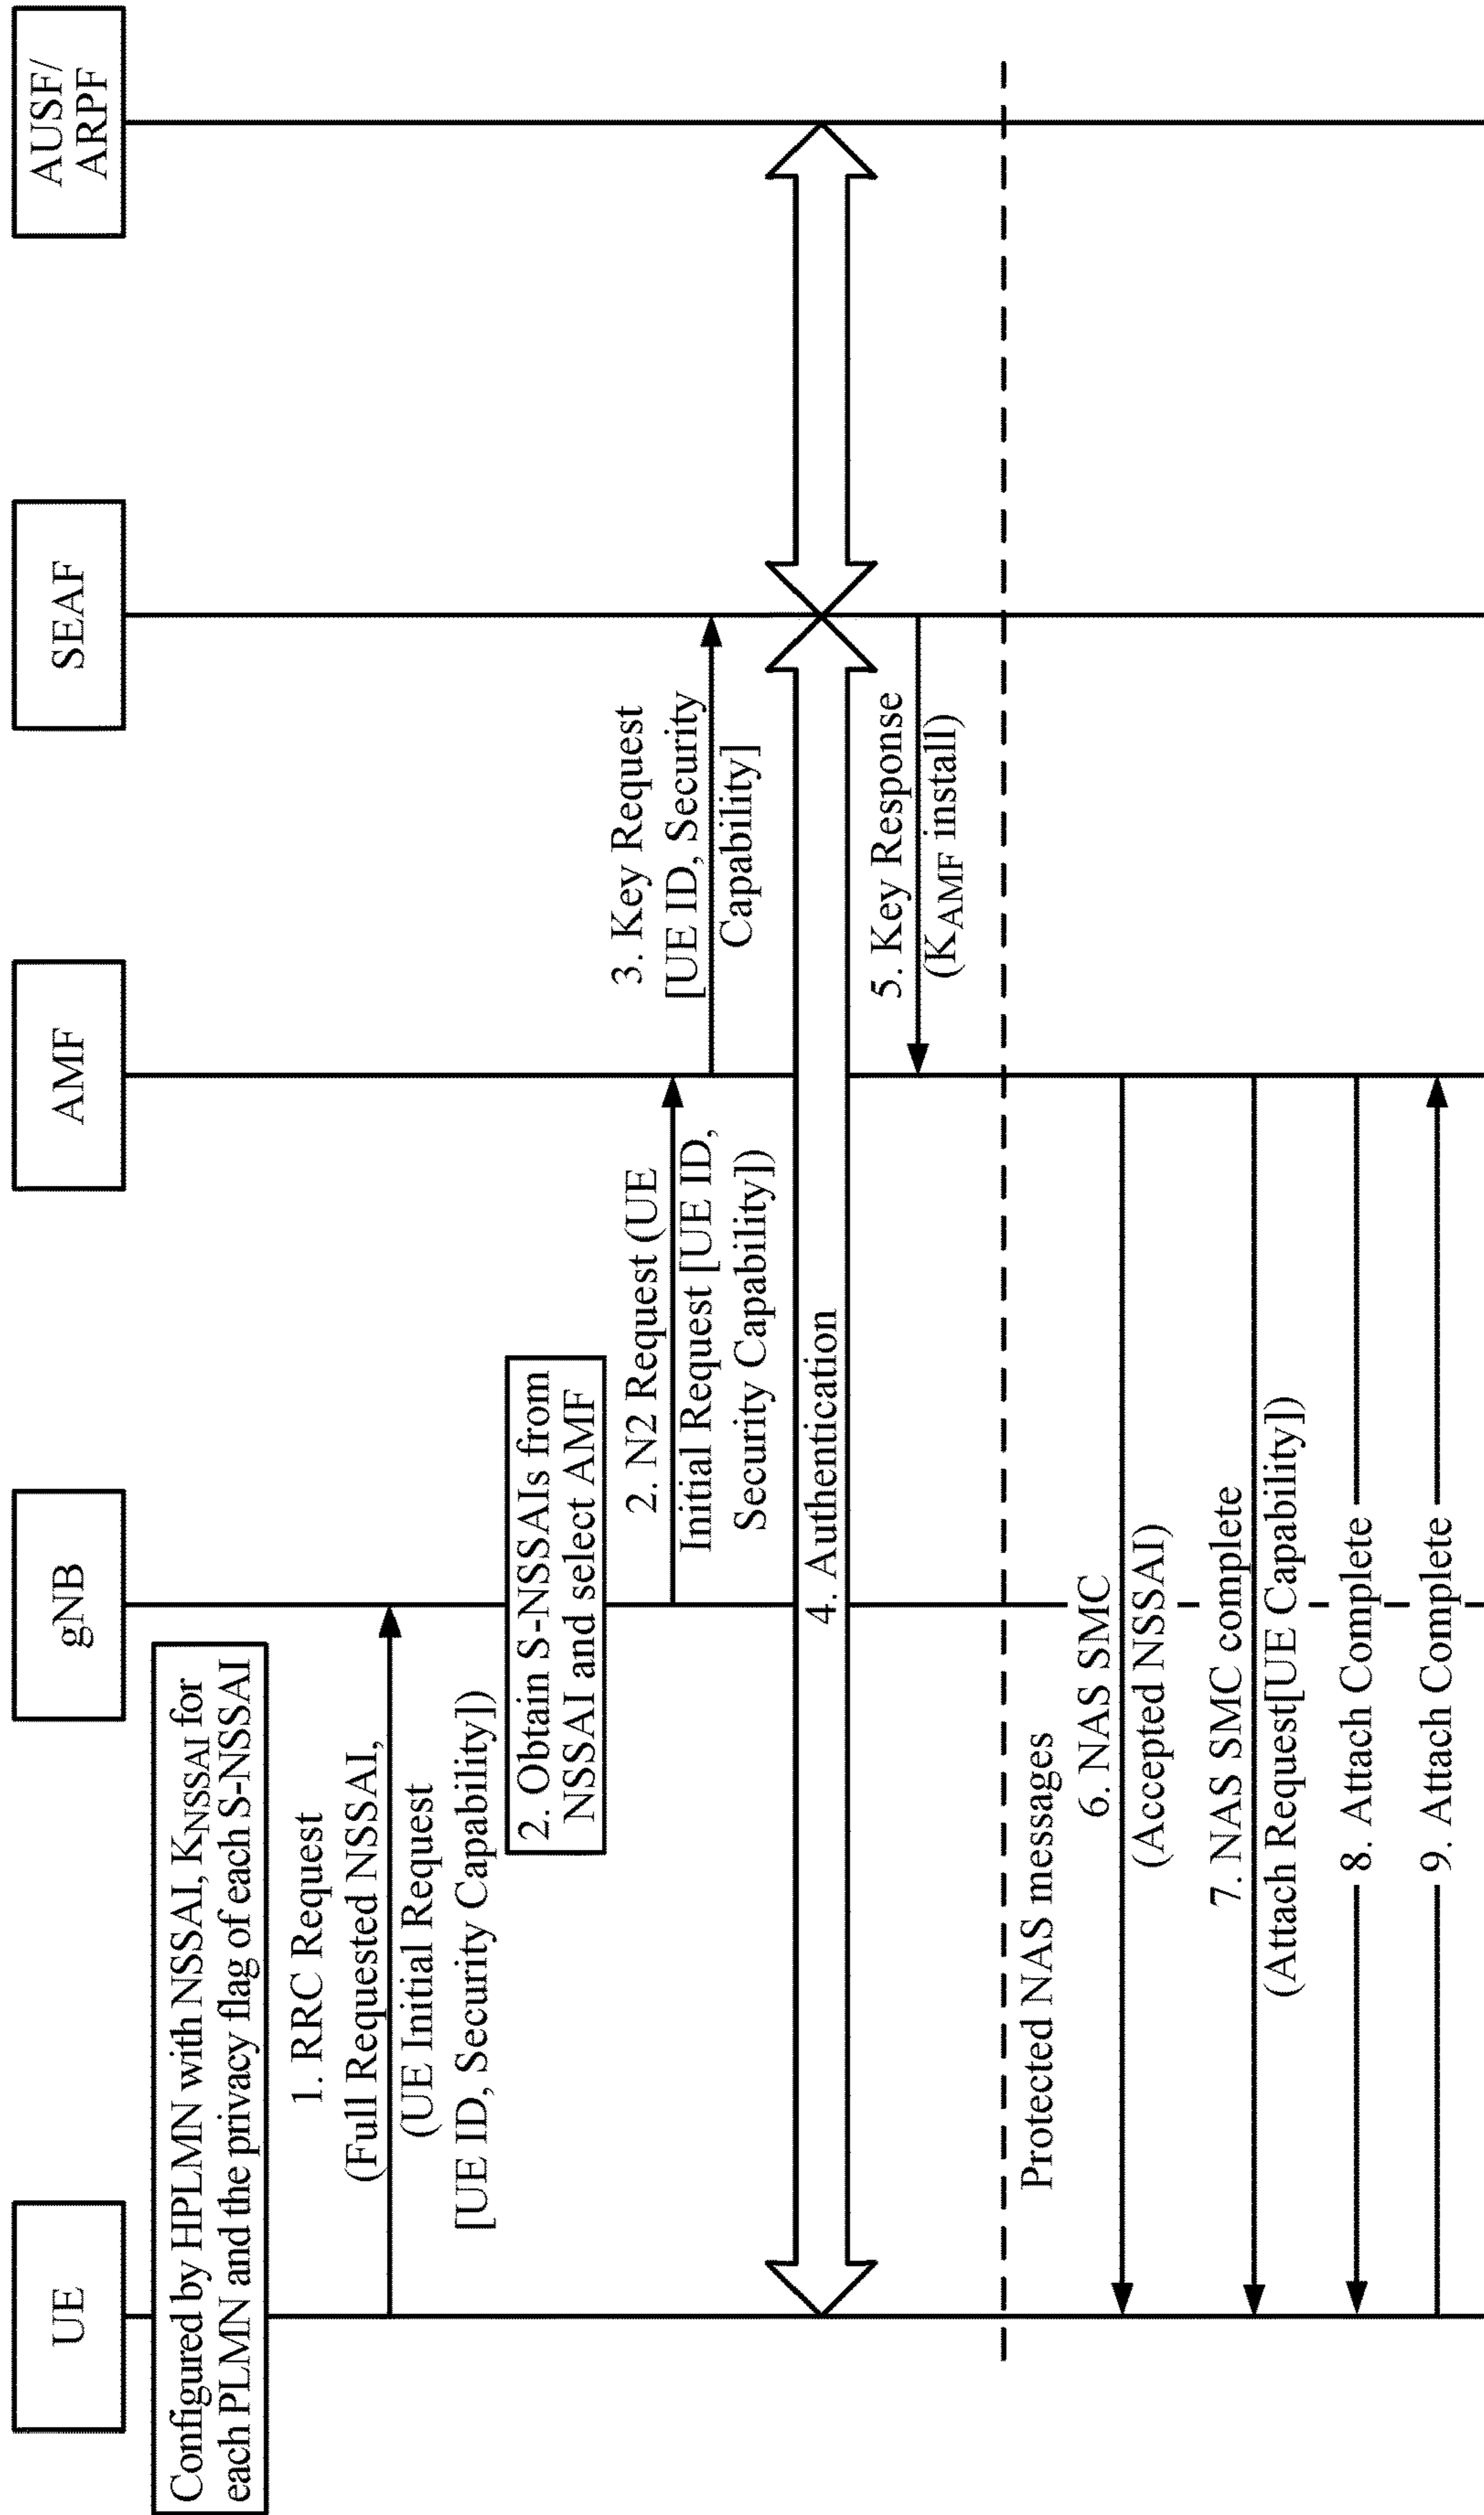 UE
gNB
AMF
SEAF
AUSF/
ARPF
Configured by HPLMN with NSSAI, KNSSAI for
each PLMN and the privacy flag of each S-NSSAI
1. RRC Request
(Full Requested NSSAI,
(UE Initial Request
[UE ID, Security Capability])
2. Obtain S-NSSAIs from
NSSAI and select AMF
2. N2 Request (UE
Initial Request [UE ID,
Security Capability])
3. Key Request
[UE ID, Security
Capability]
4. Authentication
5. Key Response
(KAMF install)
Protected NAS messages
6. NAS SMC
(Accepted NSSAI)
7. NAS SMC complete
(Attach Request[UE Capability])
8. Attach Complete
9. Attach Complete